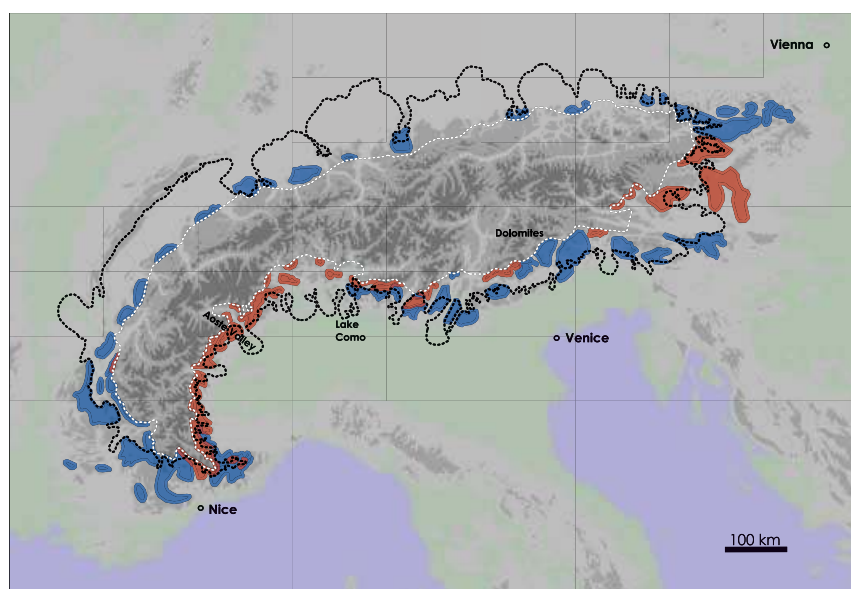 Vienna
Dolomites
Aosta Valley
Lake
Como
Venice
Nice
100 km